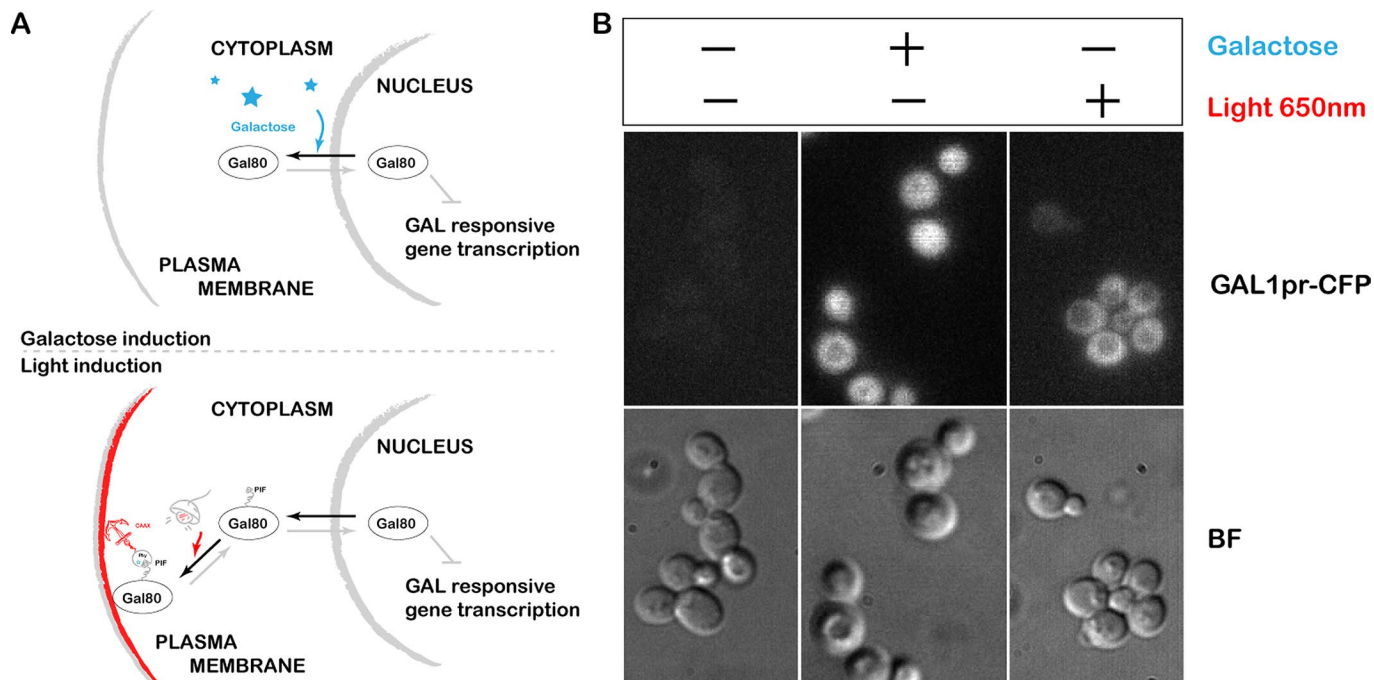 A
CYTOPLASM
NUCLEUS
Galactose
Gal80
Gal80
GAL responsive
gene transcription
PLASMA
MEMBRANE
Galactose induction
Light induction
CYTOPLASM
NUCLEUS
PIF
CAAX
Phy
PIF
Gal80
Gal80
Gal80
GAL responsive
gene transcription
PLASMA
MEMBRANE
B
− + − Galactose
− − + Light 650nm
GAL1pr-CFP
BF